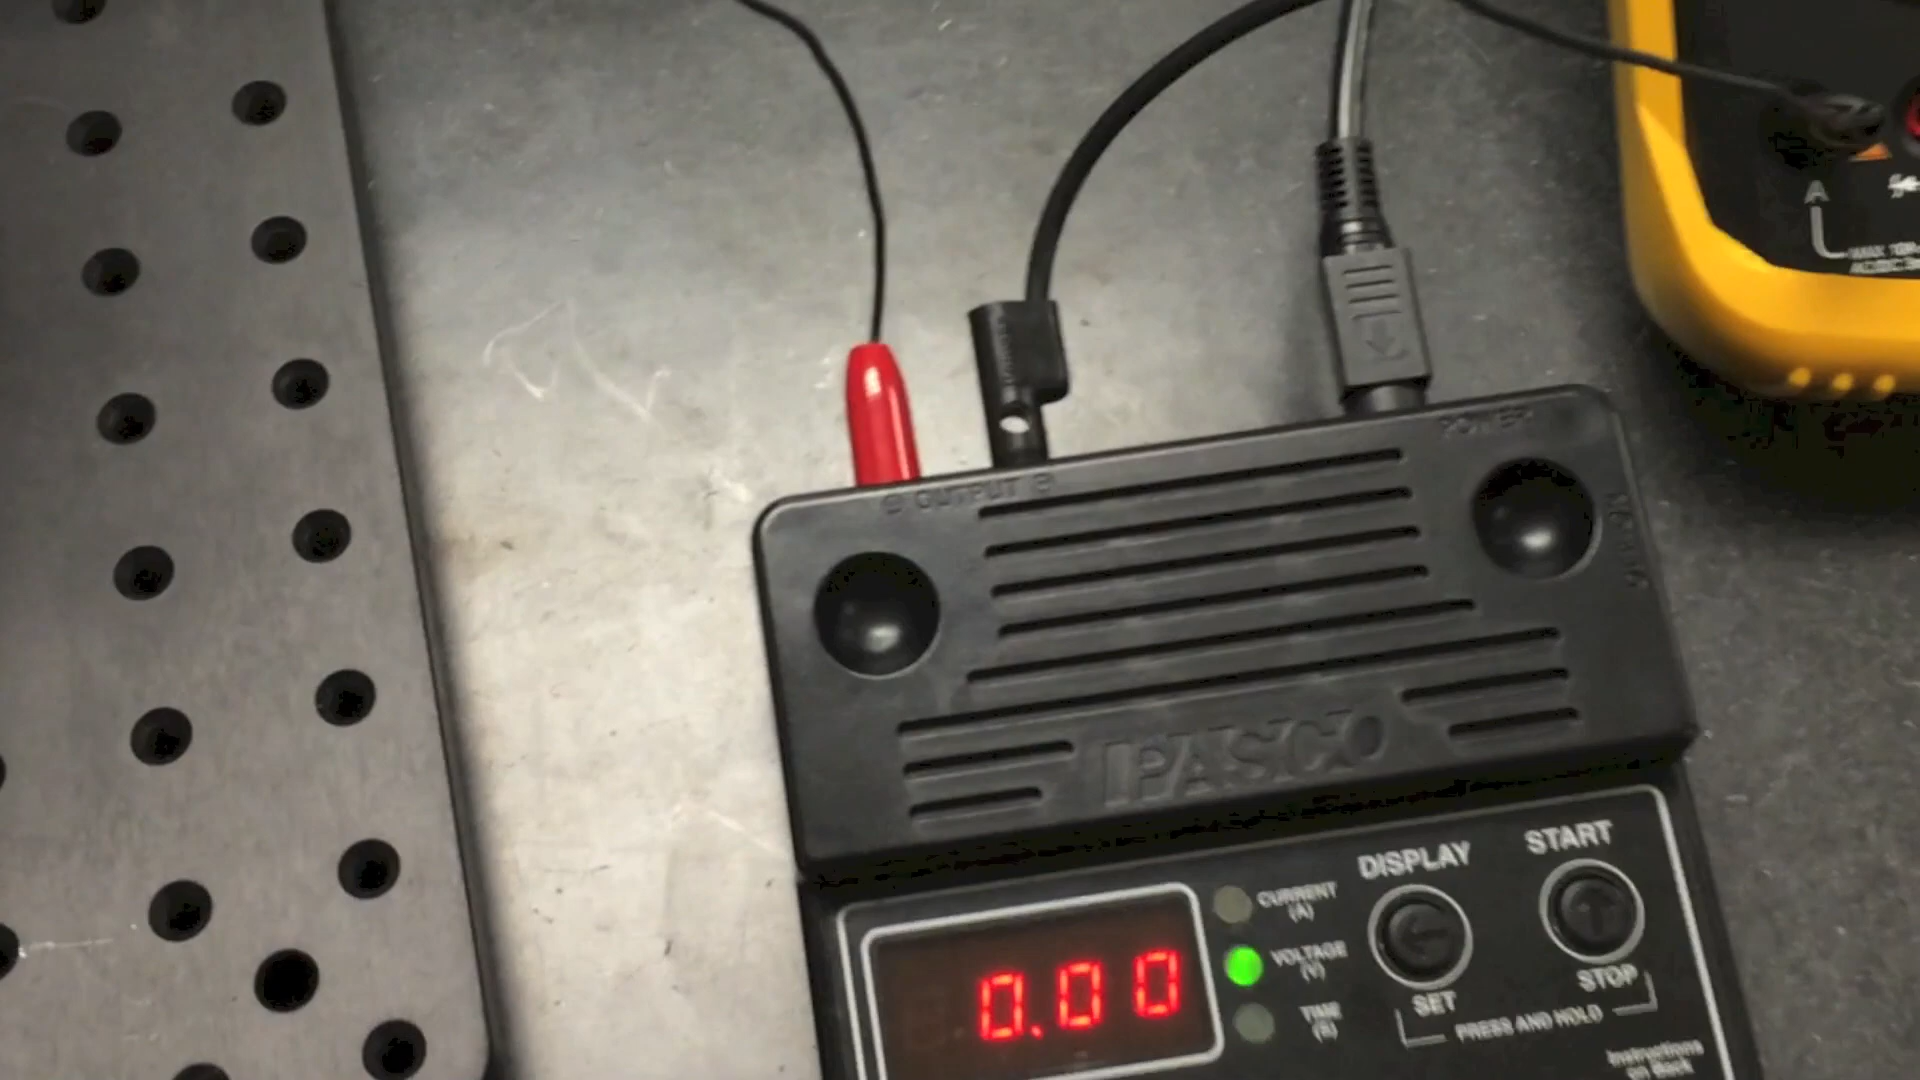 A
OUTPUT
POWER
PASCO
DISPLAY
START
CURRENT
(A)
VOLTAGE
(V)
TIME
(S)
SET
STOP
PRESS AND HOLD
Instructions
on Back
0.00